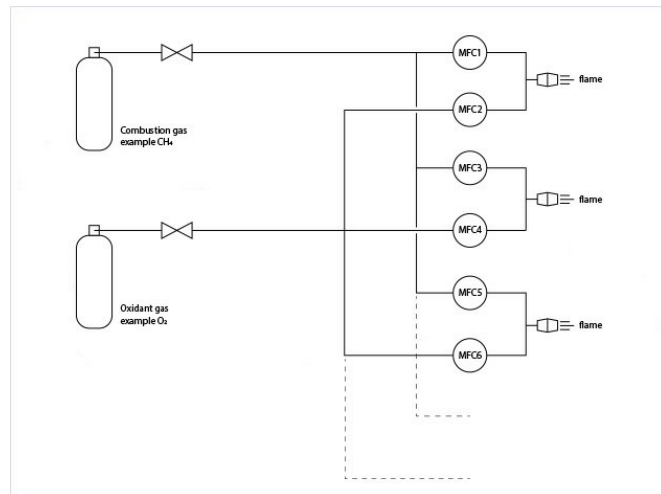 MFC1
flame
MFC2
Combustion gas
example CH₄
MFC3
flame
MFC4
Oxidant gas
example O₂
MFC5
flame
MFC6